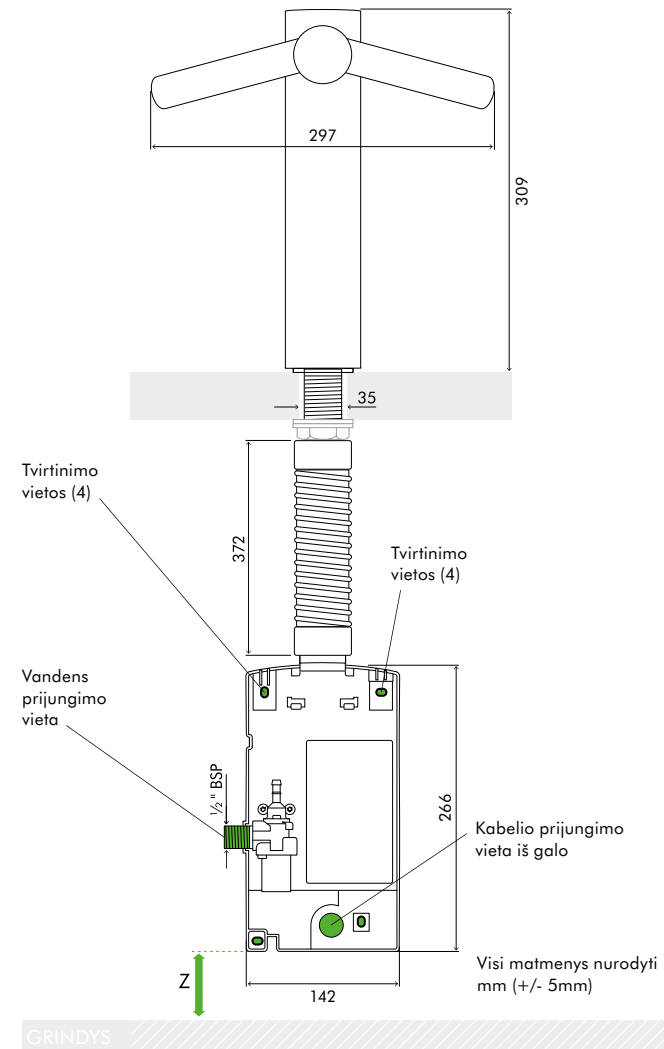 297
309
35
Tvirtinimo
vietos (4)
372
Tvirtinimo
vietos (4)
Vandens
prijungimo
vieta
½ " BSP
266
Kabelio prijungimo
vieta iš galo
Z
142
Visi matmenys nurodyti
mm (+/- 5mm)
GRINDYS